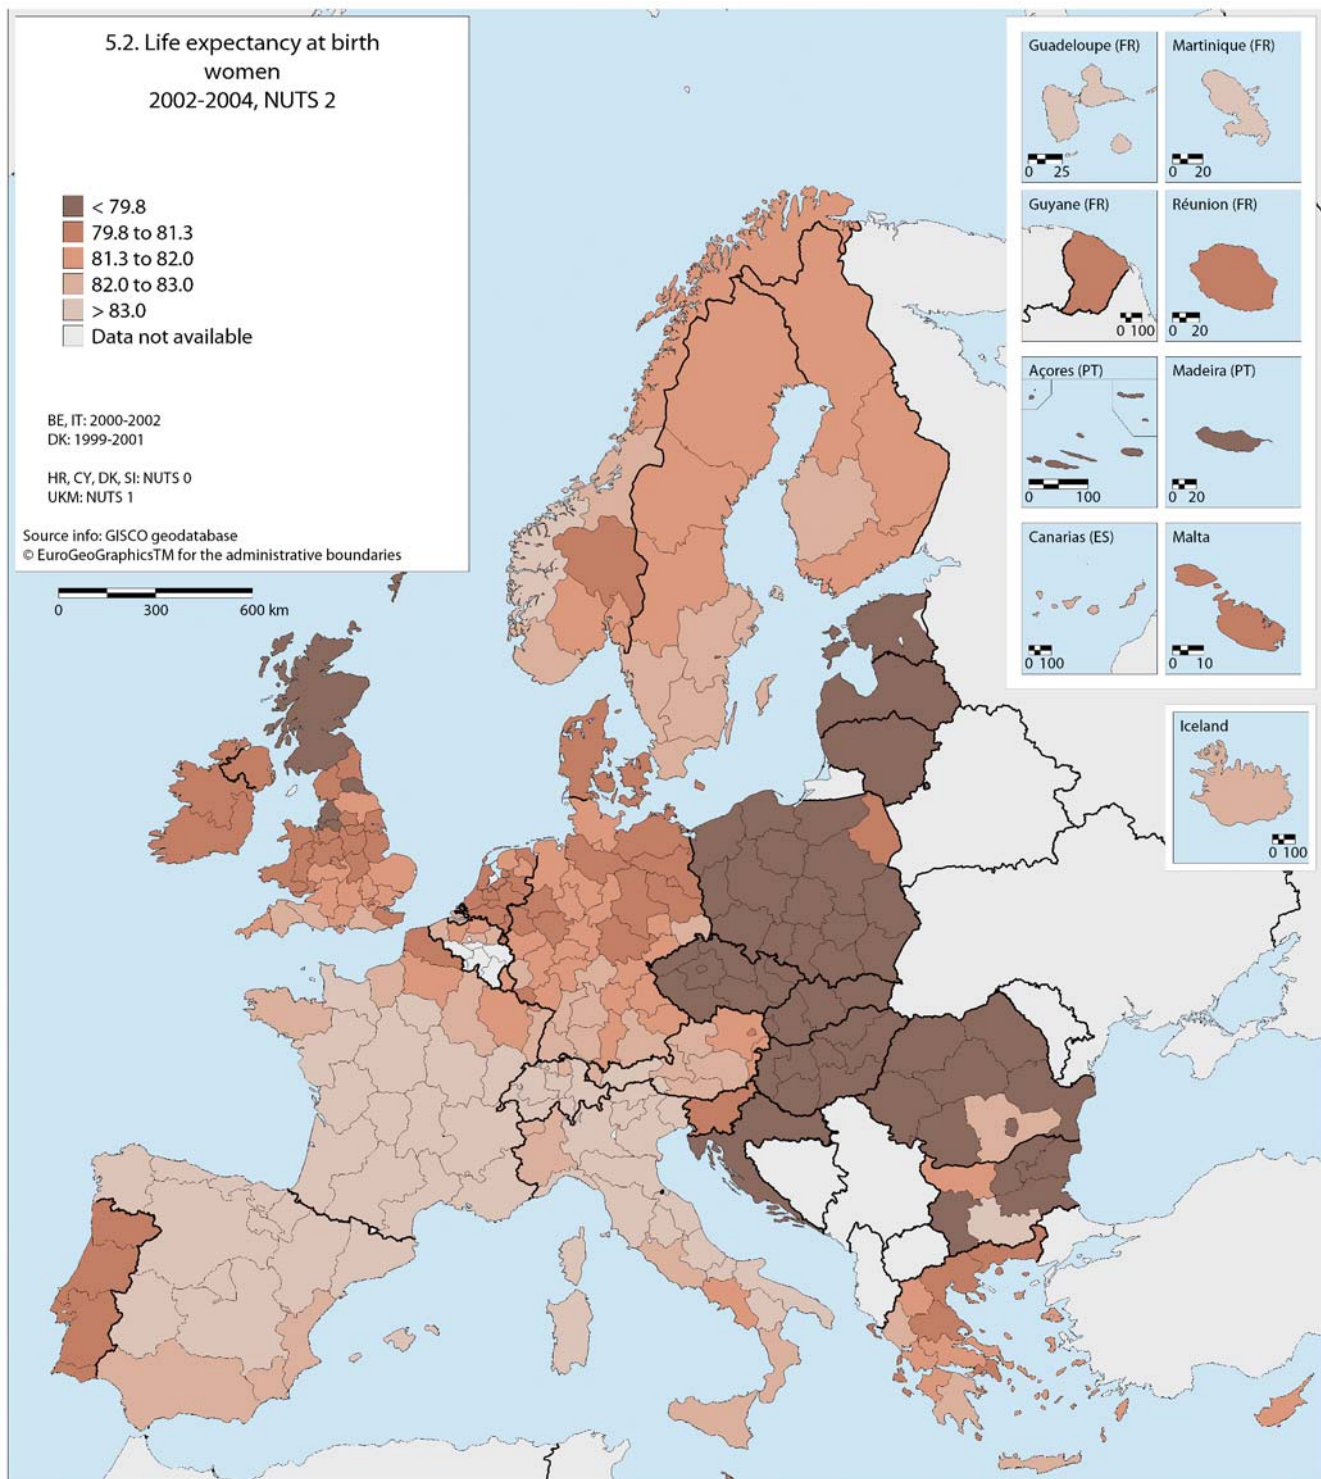 5.2. Life expectancy at birth
women
2002-2004, NUTS 2
< 79.8
79.8 to 81.3
81.3 to 82.0
82.0 to 83.0
> 83.0
Data not available
BE, IT: 2000-2002
DK: 1999-2001
HR, CY, DK, SI: NUTS 0
UKM: NUTS 1
Source info: GISCO geodatabase
© EuroGeoGraphicsTM for the administrative boundaries
0 300 600 km
Guadeloupe (FR)
0 25
Martinique (FR)
0 20
Guyane (FR)
0 100
Réunion (FR)
0 20
Açores (PT)
0 100
Madeira (PT)
0 20
Canarias (ES)
0 100
Malta
0 10
Iceland
0 100